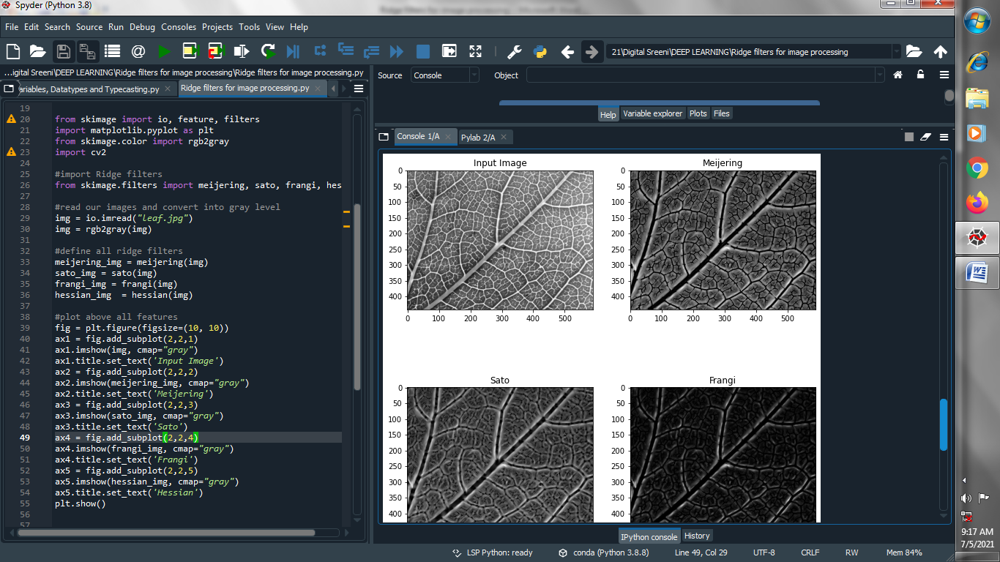 Spyder (Python 3.8)
File Edit Search Source Run Debug Consoles Projects Tools View Help
21\Digital Sreeni\DEEP LEARNING\Ridge filters for image processing
...igital Sreeni\DEEP LEARNING\Ridge filters for image processing\Ridge filters for image processing.py
ariables, Datatypes and Typecasting.py
Ridge filters for image processing.py
19
20 from skimage import io, feature, filters
21 import matplotlib.pyplot as plt
22 from skimage.color import rgb2gray
23 import cv2
24
25 #import Ridge filters
26 from skimage.filters import meijering, sato, frangi, hes
27
28 #read our images and convert into gray level
29 img = io.imread("leaf.jpg")
30 img = rgb2gray(img)
31
32 #define all ridge filters
33 meijering_img = meijering(img)
34 sato_img = sato(img)
35 frangi_img = frangi(img)
36 hessian_img  = hessian(img)
37
38 #plot above all features
39 fig = plt.figure(figsize=(10, 10))
40 ax1 = fig.add_subplot(2,2,1)
41 ax1.imshow(img, cmap="gray")
42 ax1.title.set_text('Input Image')
43 ax2 = fig.add_subplot(2,2,2)
44 ax2.imshow(meijering_img, cmap="gray")
45 ax2.title.set_text('Meijering')
46 ax3 = fig.add_subplot(2,2,3)
47 ax3.imshow(sato_img, cmap="gray")
48 ax3.title.set_text('Sato')
49 ax4 = fig.add_subplot(2,2,4)
50 ax4.imshow(frangi_img, cmap="gray")
51 ax4.title.set_text('Frangi')
52 ax5 = fig.add_subplot(2,2,5)
53 ax5.imshow(hessian_img, cmap="gray")
54 ax5.title.set_text('Hessian')
55 plt.show()
56
57
Source Console Object
Help Variable explorer Plots Files
Console 1/A Pylab 2/A
Input Image
0
50
100
150
200
250
300
350
400
0 100 200 300 400 500
Meijering
0
50
100
150
200
250
300
350
400
0 100 200 300 400 500
Sato
0
50
100
150
200
250
300
350
400
Frangi
0
50
100
150
200
250
300
350
400
IPython console History
LSP Python: ready conda (Python 3.8.8) Line 49, Col 29 UTF-8 CRLF RW Mem 84%
9:17 AM
7/5/2021